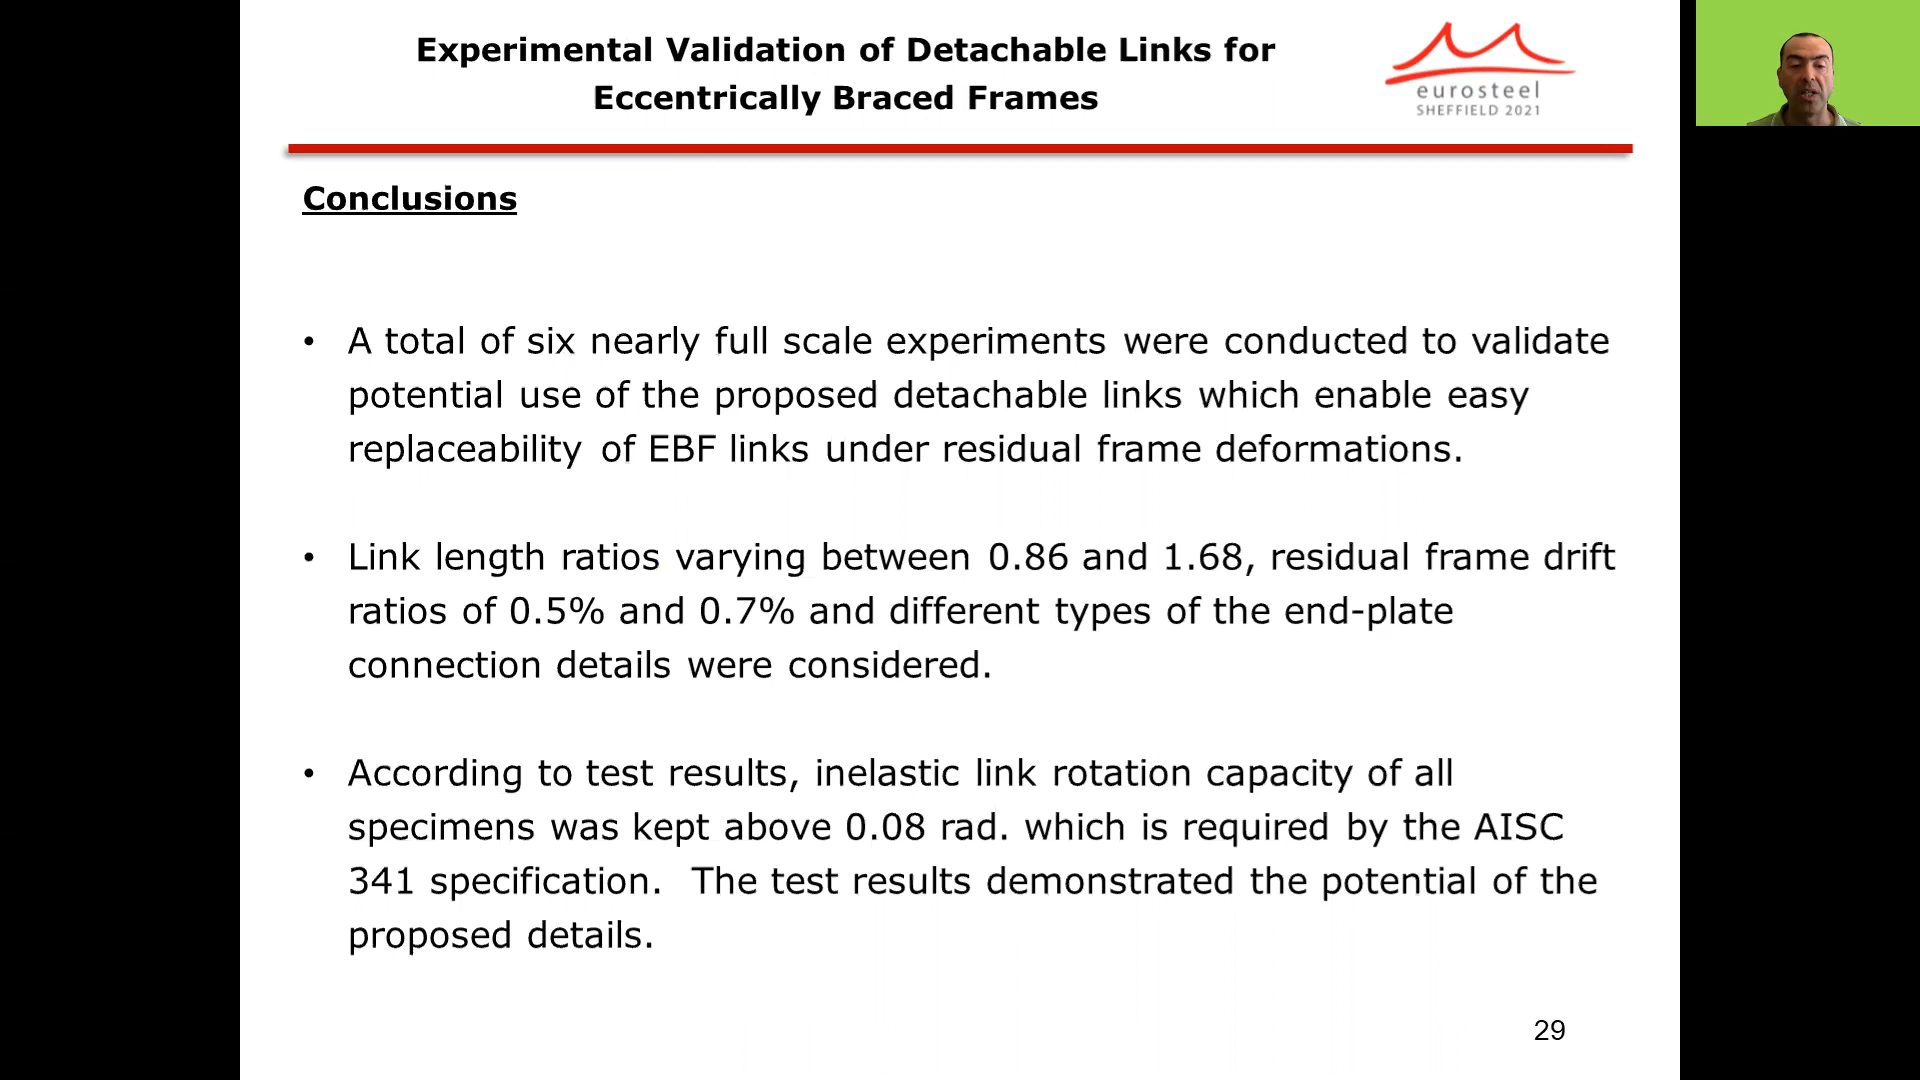 Experimental Validation of Detachable Links for
Eccentrically Braced Frames
eurosteel
SHEFFIELD 2021
Conclusions
• A total of six nearly full scale experiments were conducted to validate
potential use of the proposed detachable links which enable easy
replaceability of EBF links under residual frame deformations.
• Link length ratios varying between 0.86 and 1.68, residual frame drift
ratios of 0.5% and 0.7% and different types of the end-plate
connection details were considered.
• According to test results, inelastic link rotation capacity of all
specimens was kept above 0.08 rad. which is required by the AISC
341 specification.  The test results demonstrated the potential of the
proposed details.
29